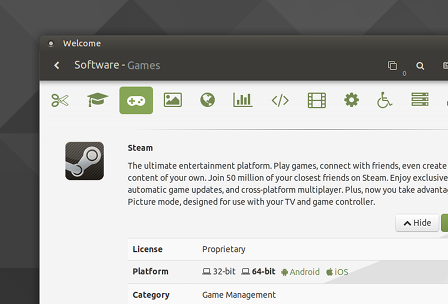 Welcome
Software - Games
0
Steam
The ultimate entertainment platform. Play games, connect with friends, even create
content of your own. Join 50 million of your closest friends on Steam. Enjoy exclusive
automatic game updates, and cross-platform multiplayer. Plus, now you take advanta
Picture mode, designed for use with your TV and game controller.
Hide
License Proprietary
Platform 32-bit 64-bit Android iOS
Category Game Management